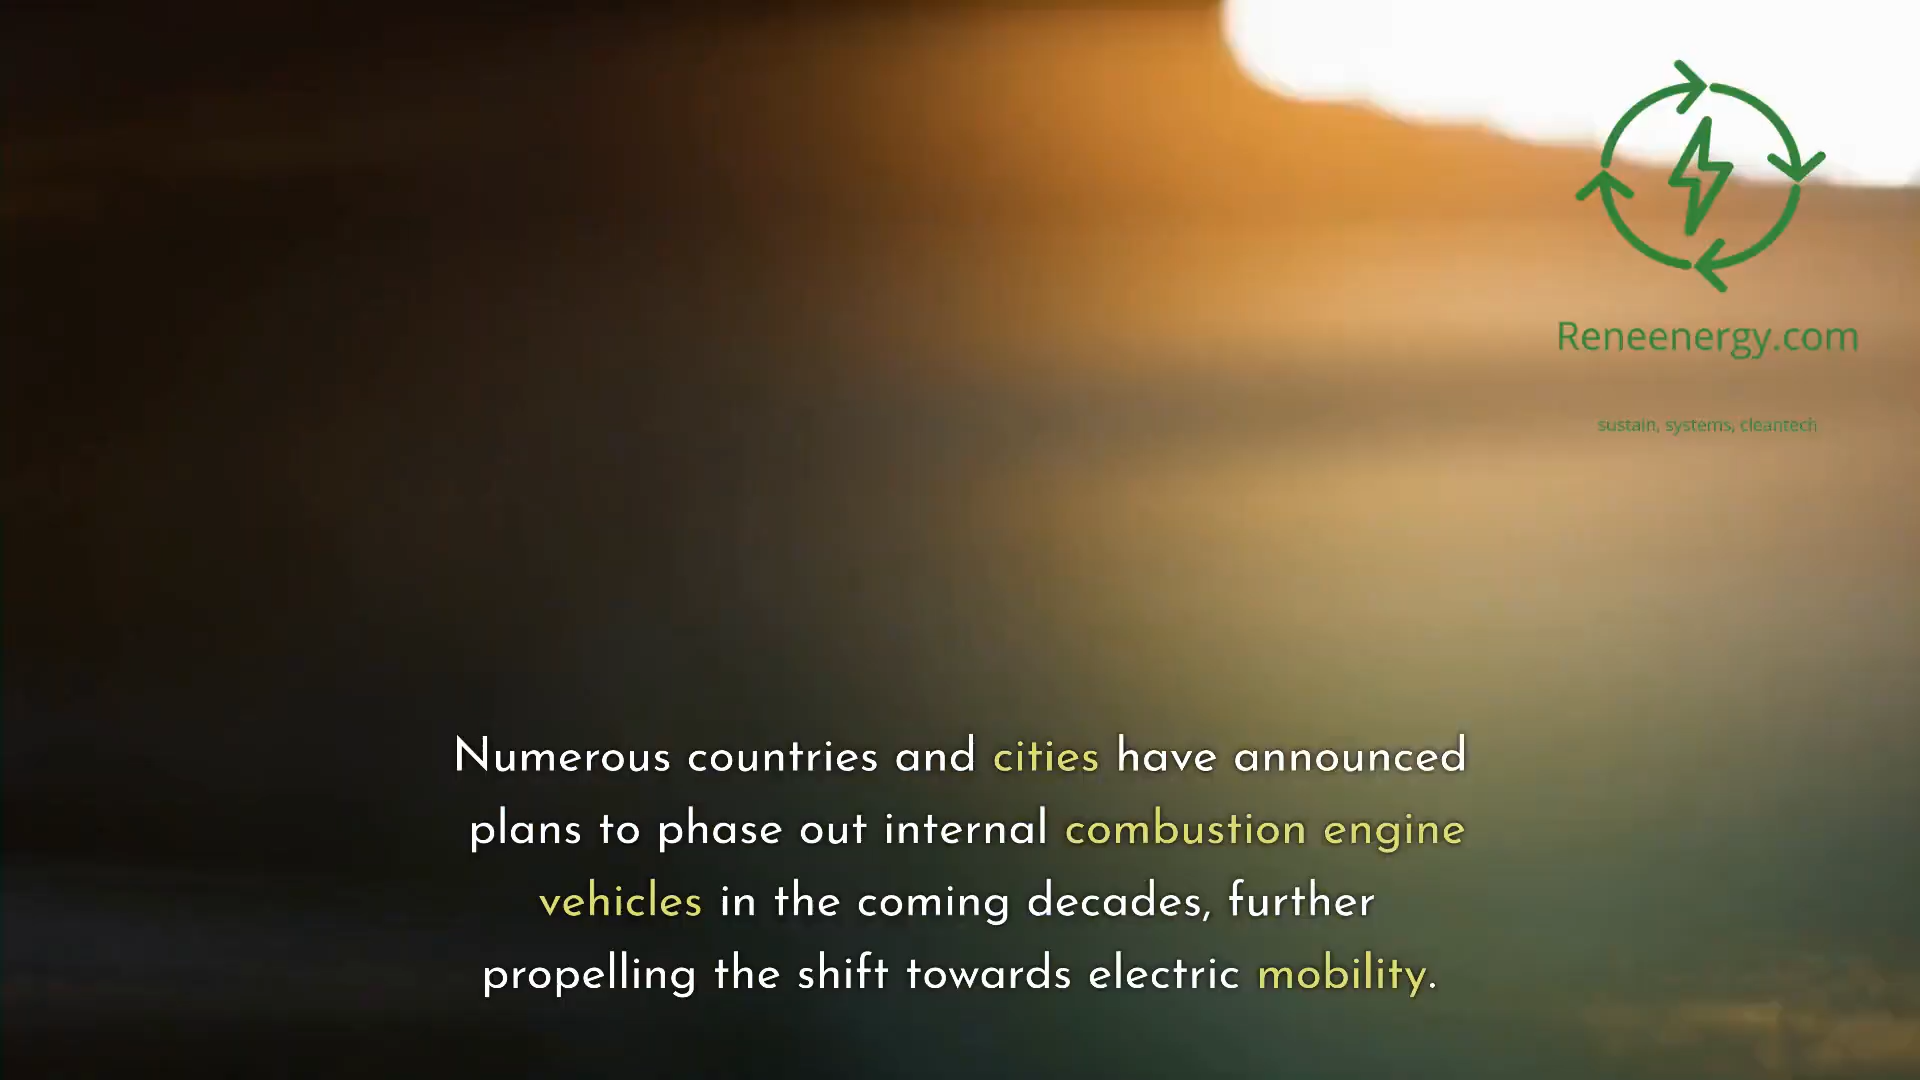 Reneenergy.com
sustain, systems, cleantech
Numerous countries and cities have announced
plans to phase out internal combustion engine
vehicles in the coming decades, further
propelling the shift towards electric mobility.